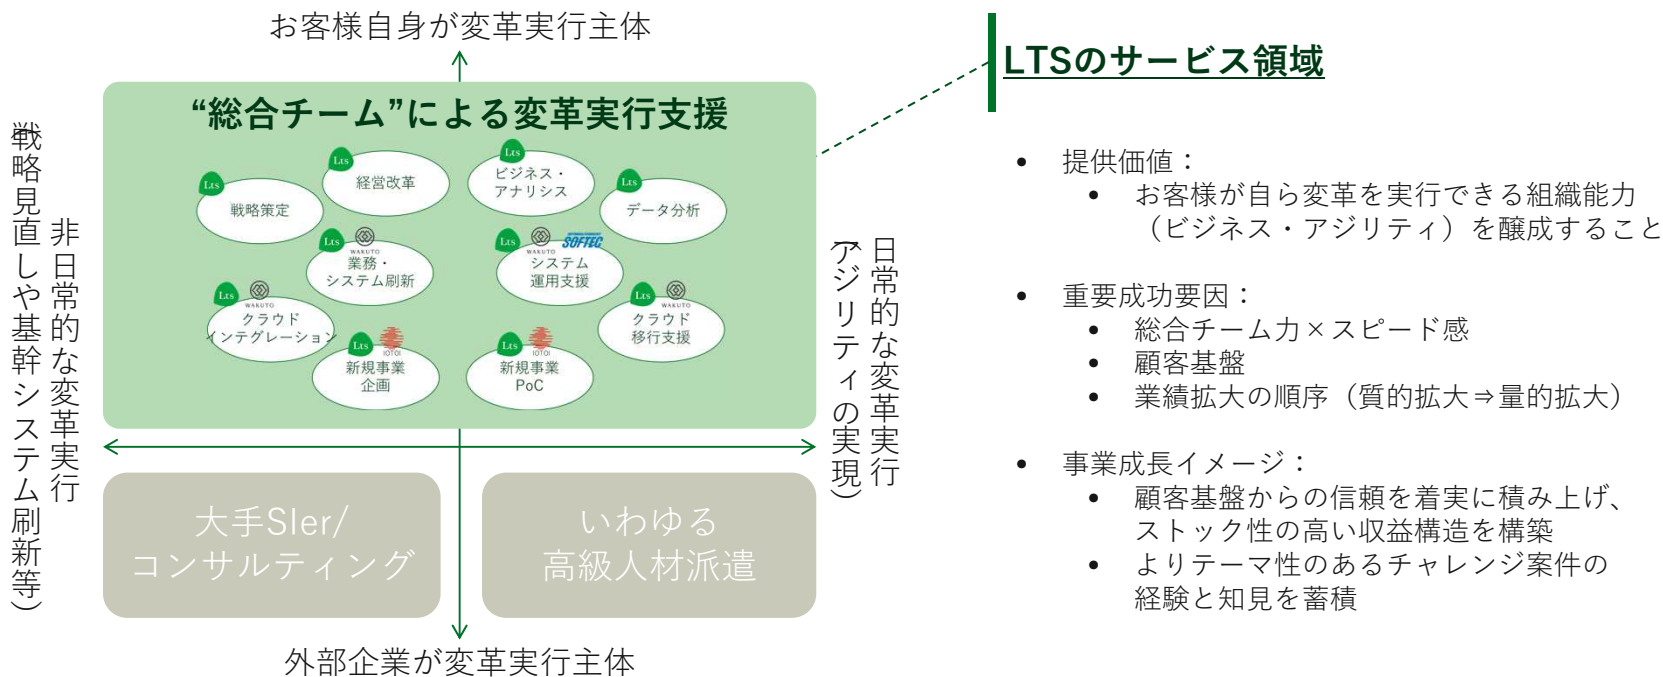 お客様自身が変革実行主体
“総合チーム”による変革実行支援
Lts
戦略策定
Lts
経営改革
Lts
ビジネス・
アナリシス
Lts
データ分析
Lts WAKUTO
業務・
システム刷新
Lts WAKUTO SOFTEC
システム
運用支援
Lts WAKUTO
クラウド
インテグレーション
Lts WAKUTO
クラウド
移行支援
Lts IOTOI
新規事業
企画
Lts IOTOI
新規事業
PoC
非日常的な変革実行
（戦略見直しや基幹システム刷新等）
日常的な変革実行
（アジリティの実現）
大手SIer/
コンサルティング
いわゆる
高級人材派遣
外部企業が変革実行主体
LTSのサービス領域
• 提供価値：
• お客様が自ら変革を実行できる組織能力
（ビジネス・アジリティ）を醸成すること
• 重要成功要因：
• 総合チーム力×スピード感
• 顧客基盤
• 業績拡大の順序（質的拡大⇒量的拡大）
• 事業成長イメージ：
• 顧客基盤からの信頼を着実に積み上げ、
ストック性の高い収益構造を構築
• よりテーマ性のあるチャレンジ案件の
経験と知見を蓄積